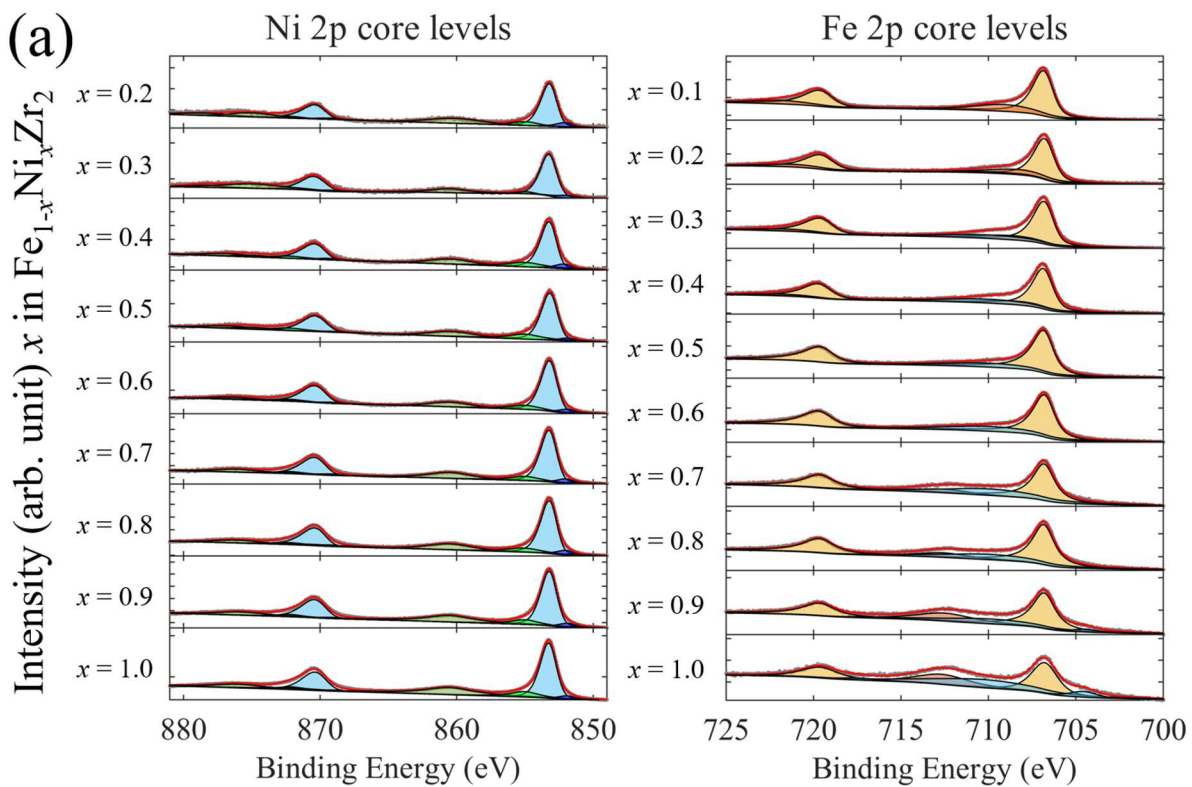 (a)
Ni 2p core levels
Fe 2p core levels
Intensity (arb. unit) x in Fe1-xNixZr2
x = 0.2
x = 0.3
x = 0.4
x = 0.5
x = 0.6
x = 0.7
x = 0.8
x = 0.9
x = 1.0
x = 0.1
x = 0.2
x = 0.3
x = 0.4
x = 0.5
x = 0.6
x = 0.7
x = 0.8
x = 0.9
x = 1.0
880 870 860 850
725 720 715 710 705 700
Binding Energy (eV)
Binding Energy (eV)